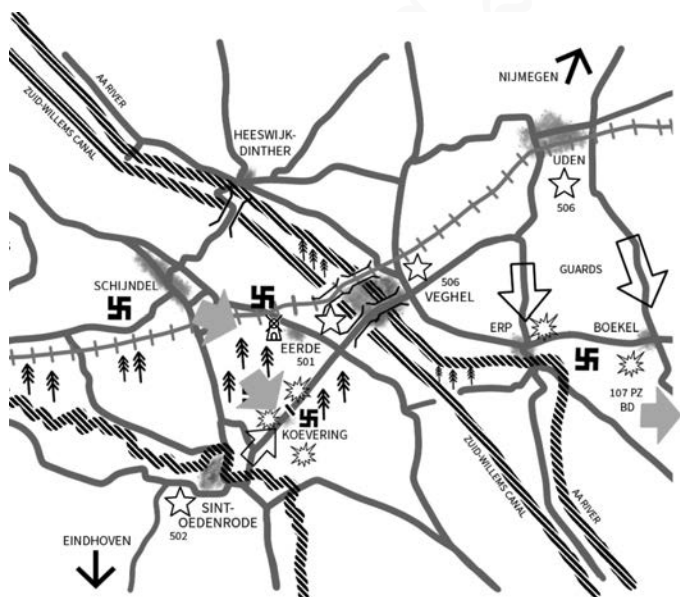 NIJMEGEN
AA RIVER
ZUID-WILLEMS CANAL
HEESWIJK-
DINTHER
UDEN
506
SCHIJNDEL
506
VEGHEL
GUARDS
ERP
BOEKEL
EERDE
501
107 PZ
BD
KOEVERING
SINT-
OEDENRODE
502
ZUID-WILLEMS CANAL
AA RIVER
EINDHOVEN